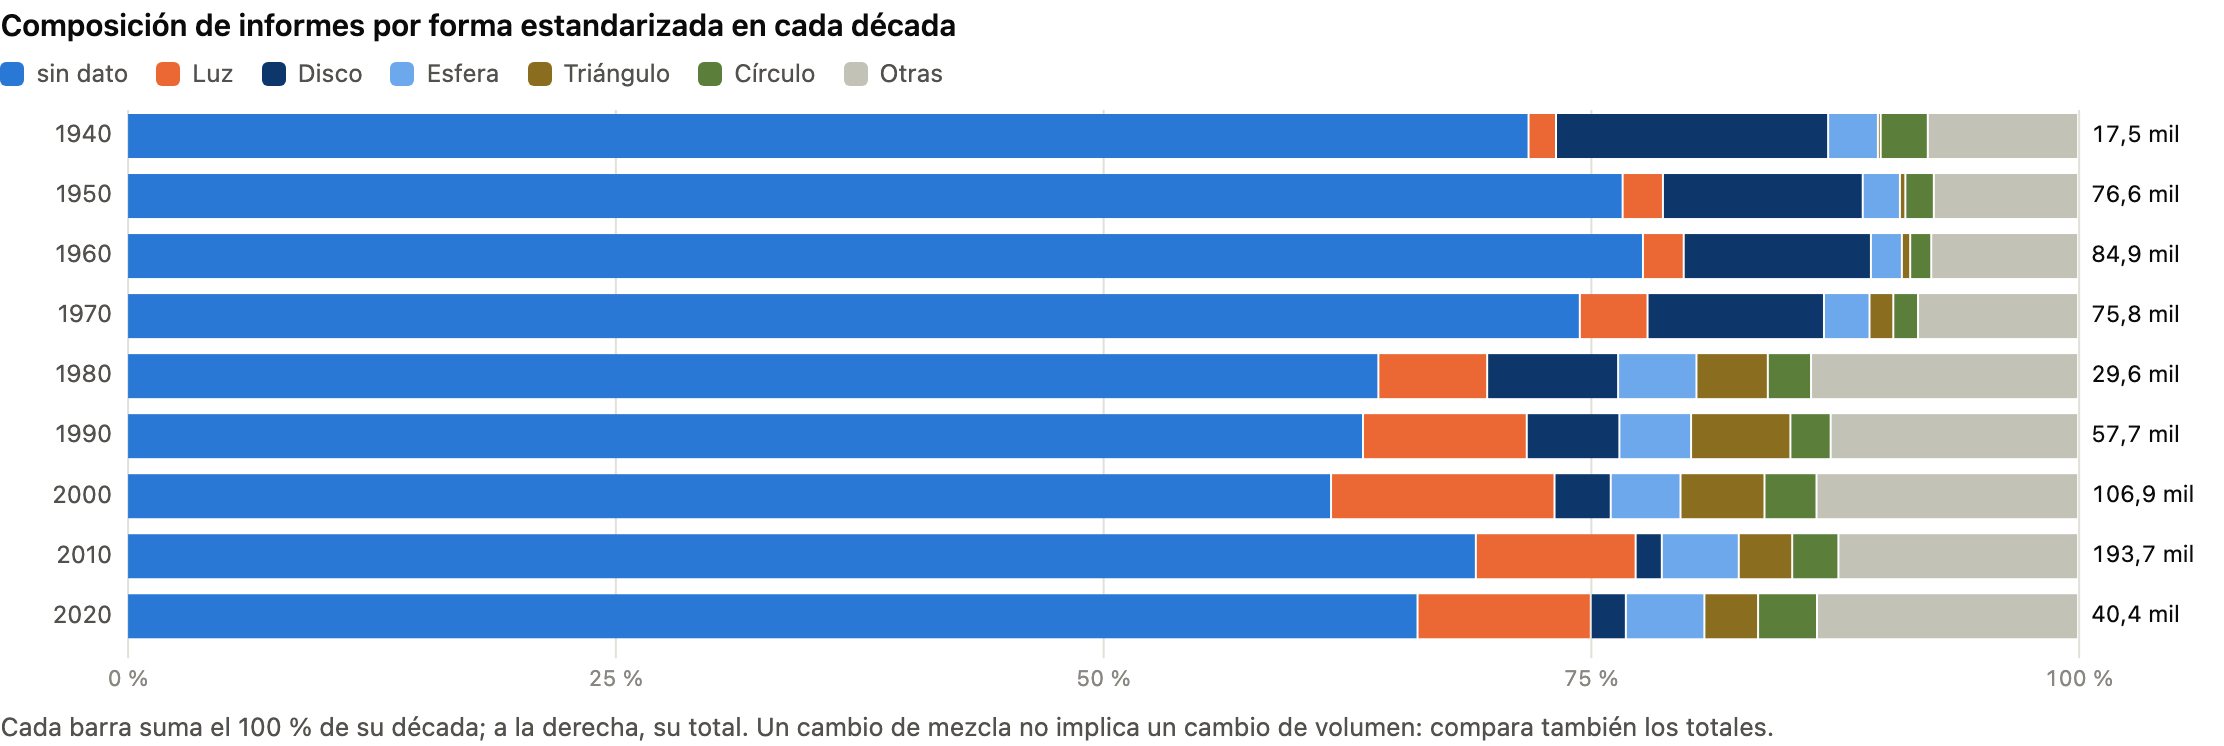 Composición de informes por forma estandarizada en cada década
sin dato Luz Disco Esfera Triángulo Círculo Otras
1940 17,5 mil
1950 76,6 mil
1960 84,9 mil
1970 75,8 mil
1980 29,6 mil
1990 57,7 mil
2000 106,9 mil
2010 193,7 mil
2020 40,4 mil
0 % 25 % 50 % 75 % 100 %
Cada barra suma el 100 % de su década; a la derecha, su total. Un cambio de mezcla no implica un cambio de volumen: compara también los totales.